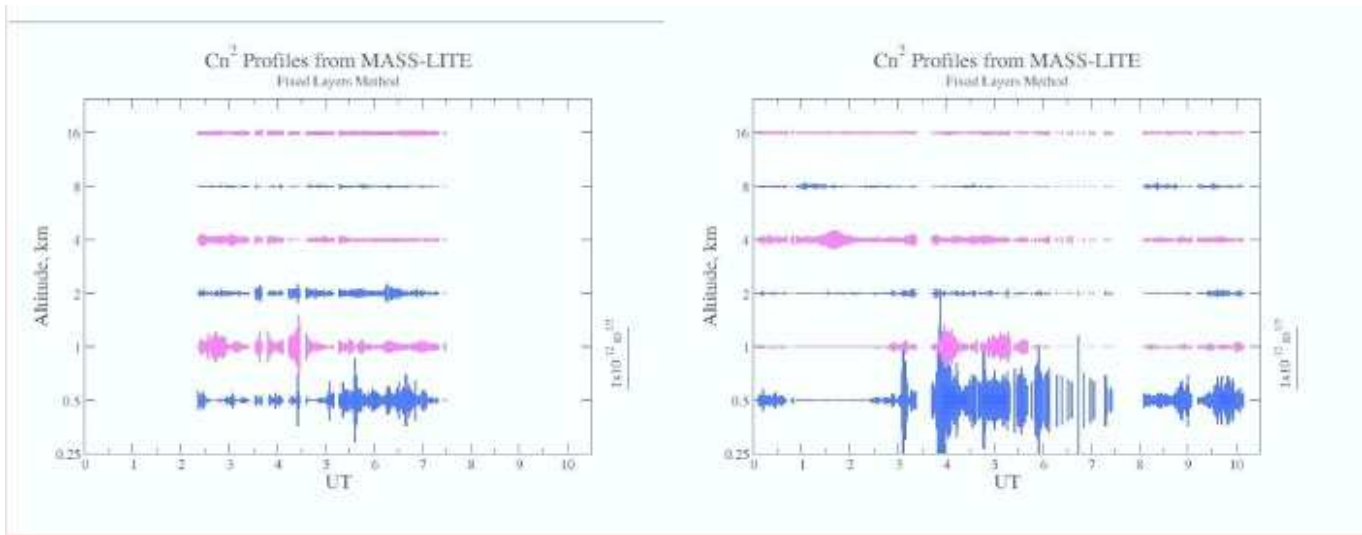 Cn² Profiles from MASS-LITE
Fixed Layers Method
16
8
4
2
1
0.5
0.25
Altitude, km
0 1 2 3 4 5 6 7 8 9 10
UT
Cn² Profiles from MASS-LITE
Fixed Layers Method
16
8
4
2
1
0.5
0.25
Altitude, km
0 1 2 3 4 5 6 7 8 9 10
UT